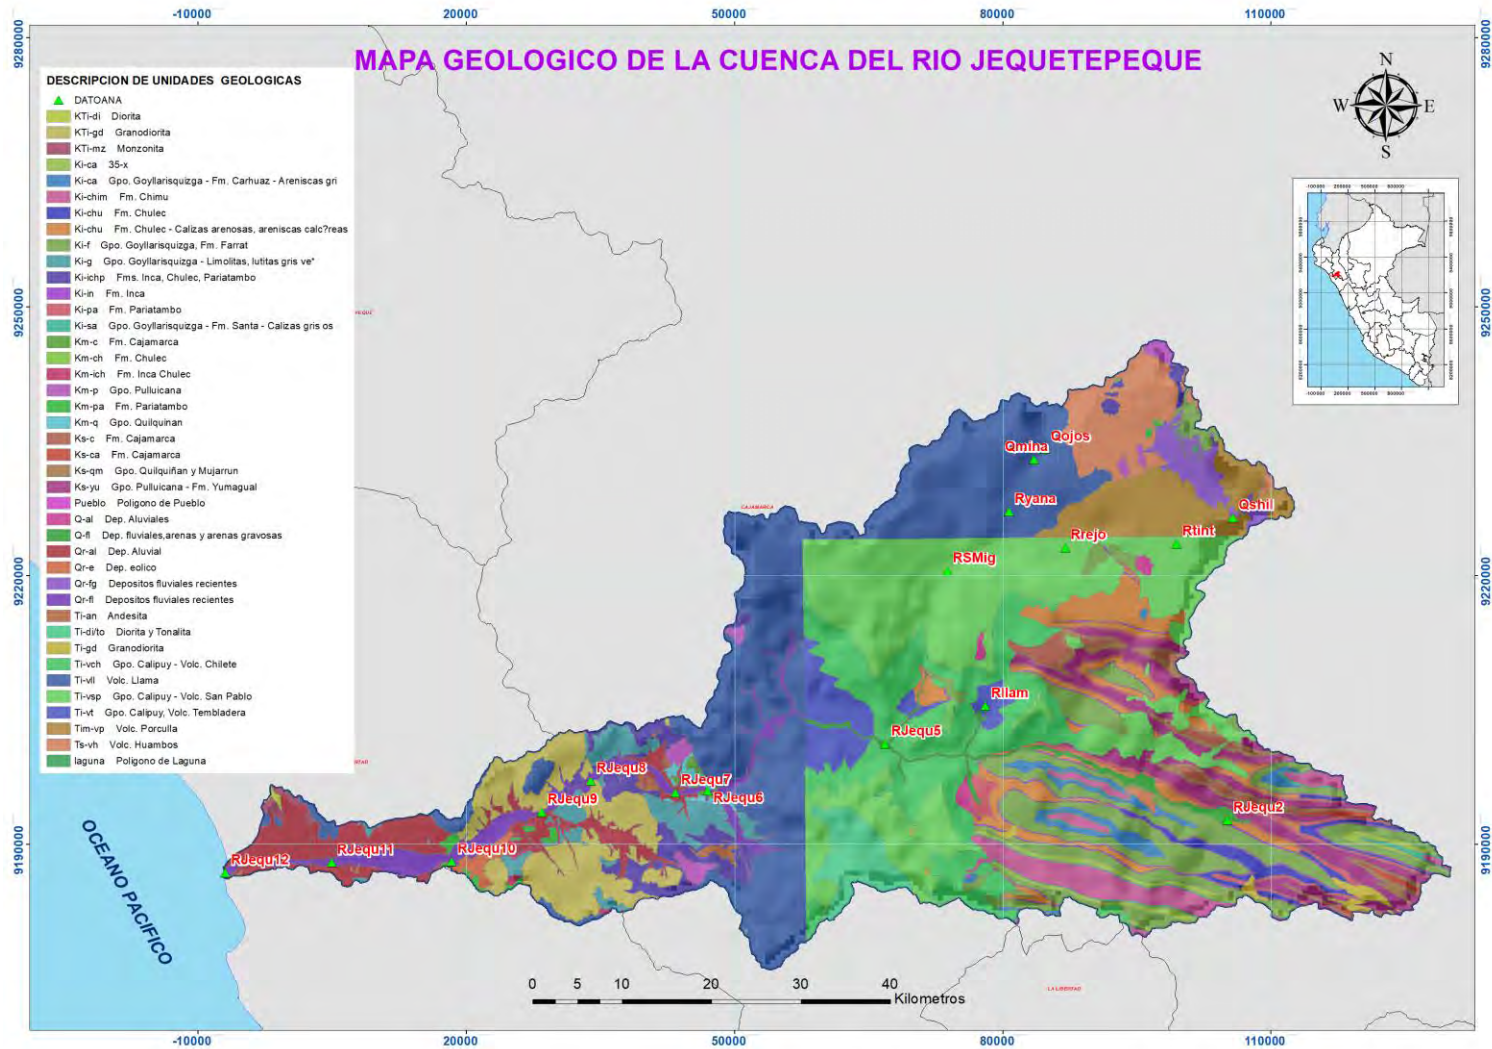 -10000 20000 50000 80000 110000
9280000 9280000
MAPA GEOLOGICO DE LA CUENCA DEL RIO JEQUETEPEQUE
N
W E
S
DESCRIPCION DE UNIDADES GEOLOGICAS
DATOANA
KTi-di Diorita
KTi-gd Granodiorita
KTi-mz Monzonita
Ki-ca 35-x
Ki-ca Gpo. Goyllarisquizga - Fm. Carhuaz - Areniscas gri
Ki-chim Fm. Chimu
Ki-chu Fm. Chulec
Ki-chu Fm. Chulec - Calizas arenosas, areniscas calc?reas
Ki-f Gpo. Goyllarisquizga, Fm. Farrat
Ki-g Gpo. Goyllarisquizga - Limolitas, lutitas gris ve"
Ki-ichp Fms. Inca, Chulec, Pariatambo
Ki-in Fm. Inca
Ki-pa Fm. Pariatambo
Ki-sa Gpo. Goyllarisquizga - Fm. Santa - Calizas gris os
Km-c Fm. Cajamarca
Km-ch Fm. Chulec
Km-ich Fm. Inca Chulec
Km-p Gpo. Pulluicana
Km-pa Fm. Pariatambo
Km-q Gpo. Quilquinan
Ks-c Fm. Cajamarca
Ks-ca Fm. Cajamarca
Ks-qm Gpo. Quilquiñan y Mujarrun
Ks-yu Gpo. Pulluicana - Fm. Yumagual
Pueblo Poligono de Pueblo
Q-al Dep. Aluviales
Q-fl Dep. fluviales,arenas y arenas gravosas
Qr-al Dep. Aluvial
Qr-e Dep. eolico
Qr-fg Depositos fluviales recientes
Qr-fl Depositos fluviales recientes
Ti-an Andesita
Ti-di/to Diorita y Tonalita
Ti-gd Granodiorita
Ti-vch Gpo. Calipuy - Volc. Chilete
Ti-vll Volc. Llama
Ti-vsp Gpo. Calipuy - Volc. San Pablo
Ti-vt Gpo. Calipuy, Volc. Tembladera
Tim-vp Volc. Porculla
Ts-vh Volc. Huambos
laguna Poligono de Laguna
9250000 9250000
Qojos
Qmina
Ryana
Qshil
CAJAMARCA
Rrejo
Rtint
RSMig
9220000 9220000
Rllam
RJequ5
RJequ8
RJequ7
RJequ6
RJequ9
RJequ2
RJequ10
RJequ11
RJequ12
9190000 9190000
OCEANO PACIFICO
0 5 10 20 30 40
Kilometros
LA LIBERTAD
-10000 20000 50000 80000 110000